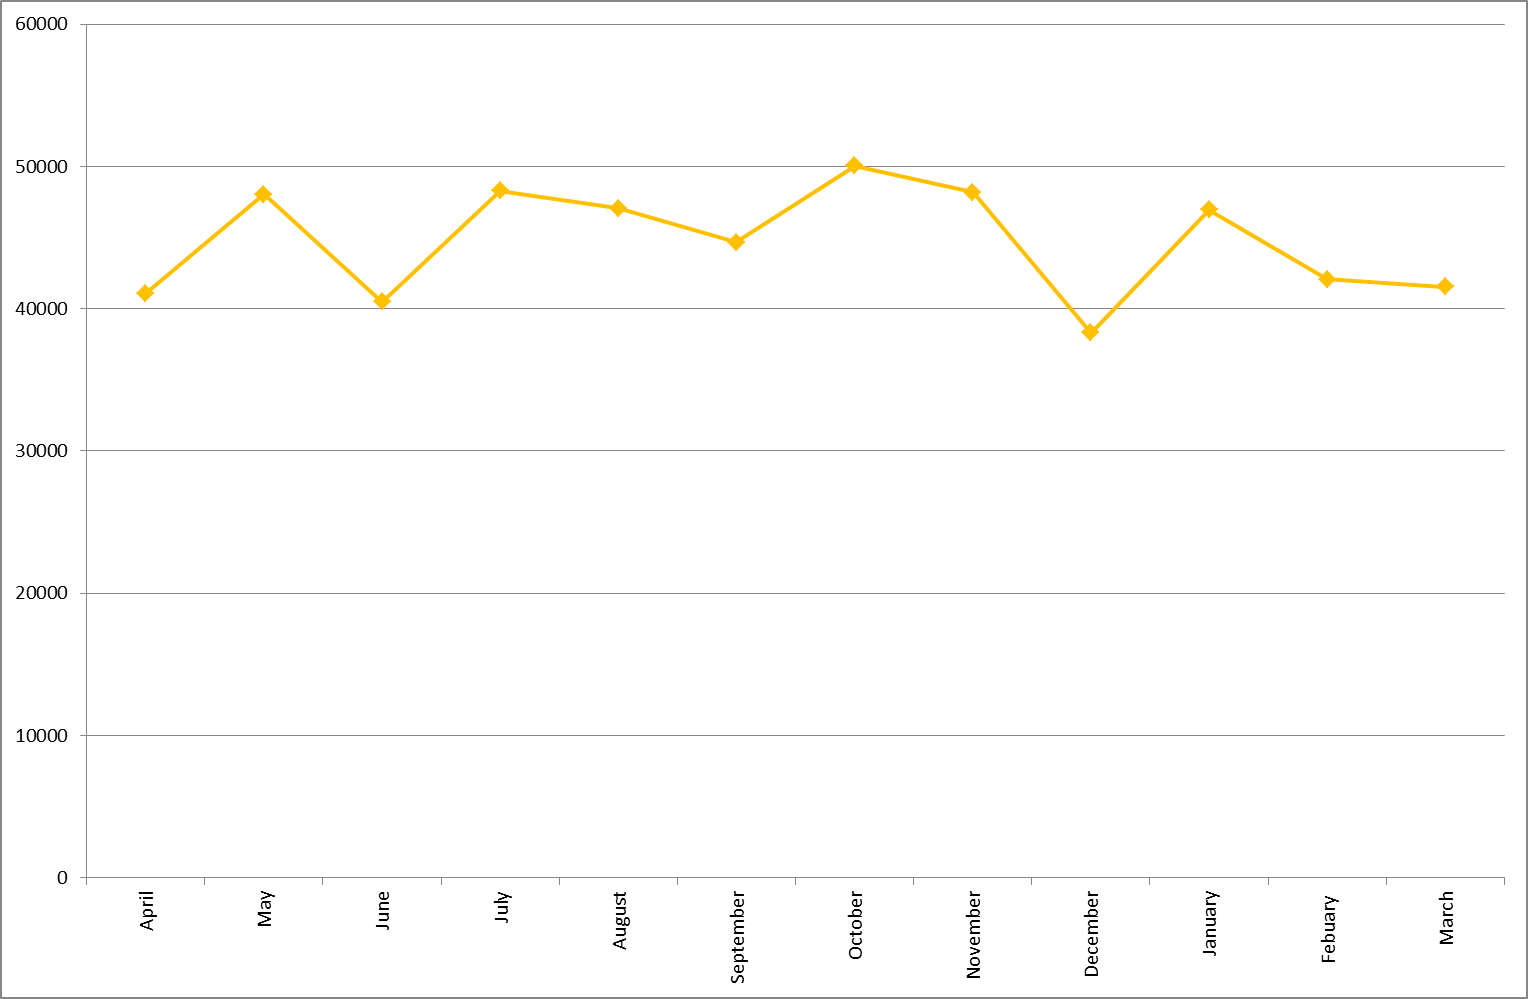 60000
50000
40000
30000
20000
10000
0
April
May
June
July
August
September
October
November
December
January
Febuary
March